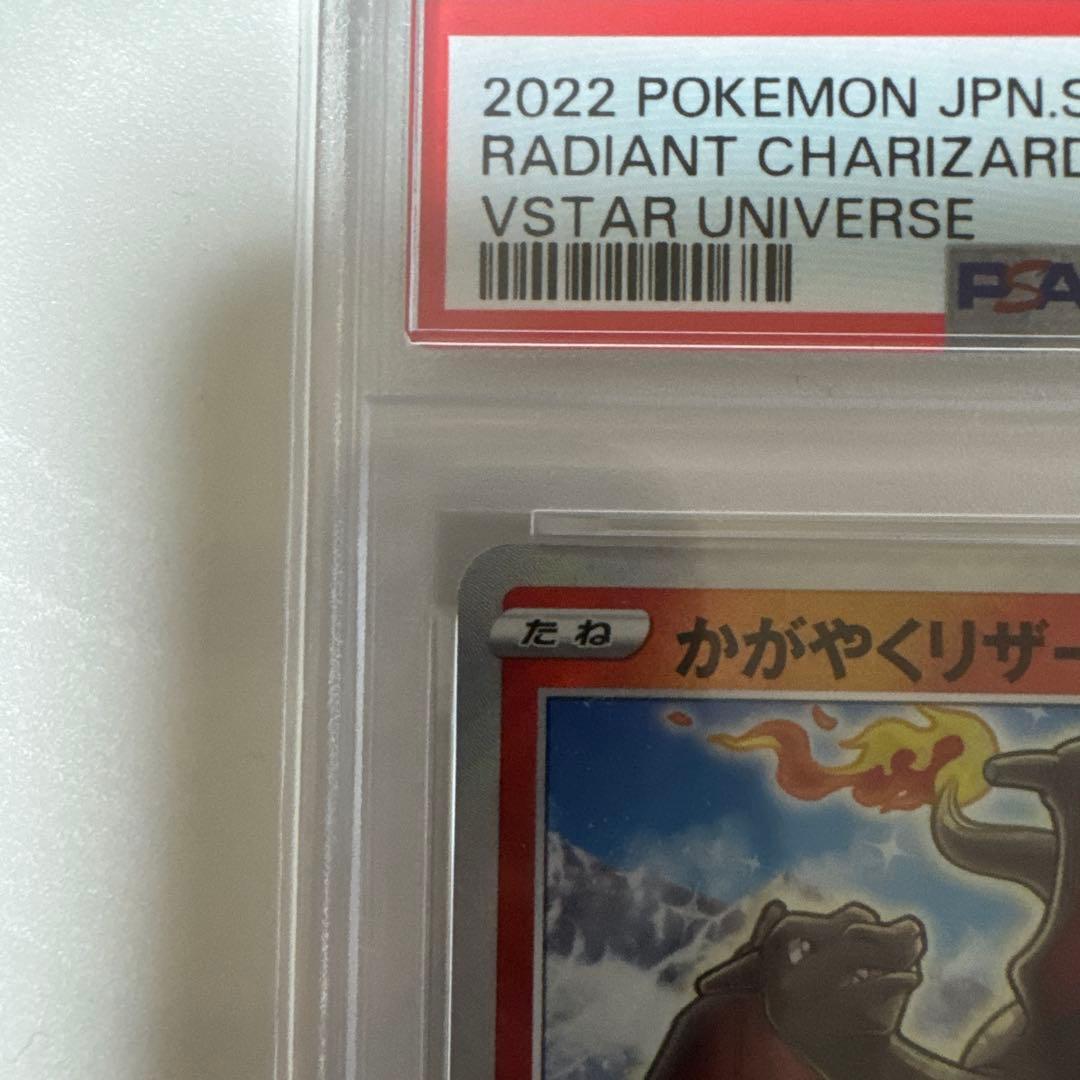 2022 POKEMON JPN.S
RADIANT CHARIZARD
VSTAR UNIVERSE
PSA
たね
かがやくリザー